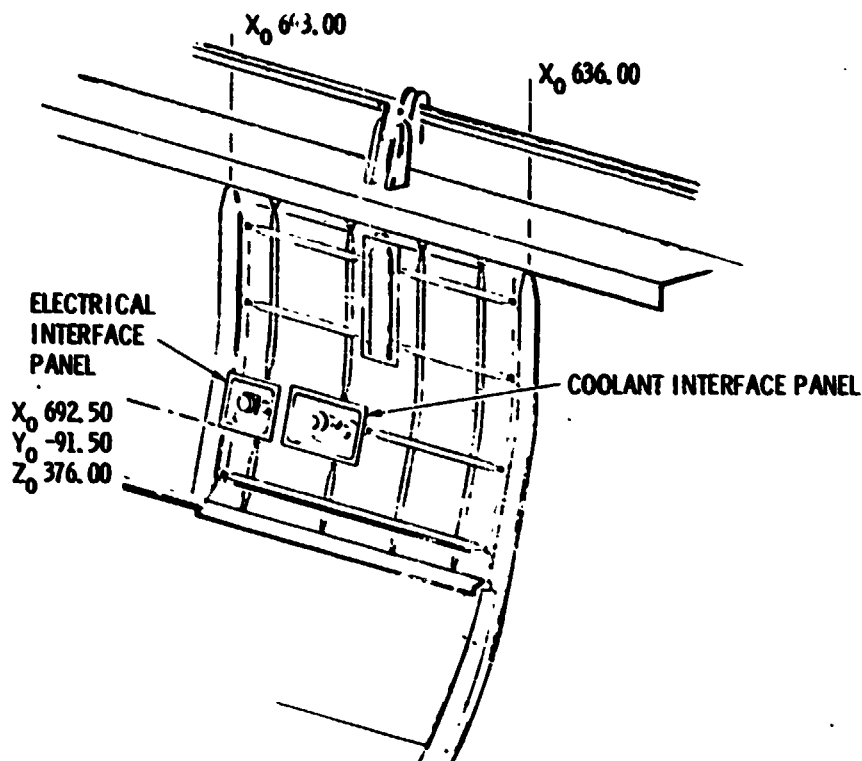 X₀
X₀ 636.00
ELECTRICAL
INTERFACE
PANEL
X₀ 692.50
Y₀ -91.50
Z₀ 376.00
COOLANT INTERFACE PANEL